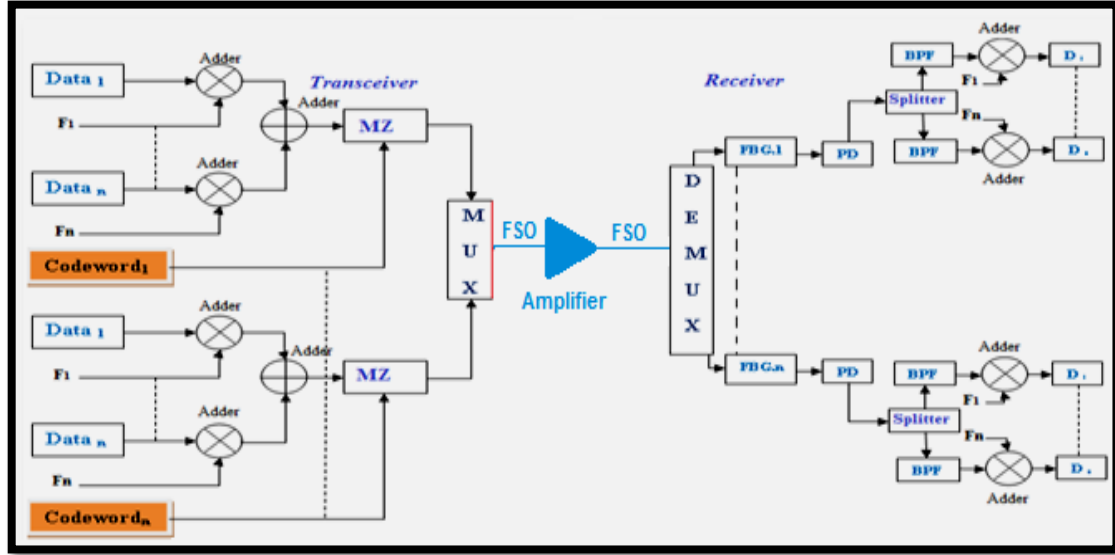 Adder
Data 1
Transceiver
Adder
F1
MZ
Data n
Adder
Fn
Codeword1
Adder
Data 1
Adder
F1
MZ
Adder
Data n
Fn
Codewordn
M
U
X
FSO
FSO
Amplifier
Receiver
D
E
M
U
X
FBG.1
PD
Splitter
BPF
Adder
F1
D.
Fn
BPF
Adder
D.
FBG.n
PD
Splitter
BPF
Adder
F1
D.
Fn
BPF
Adder
D.